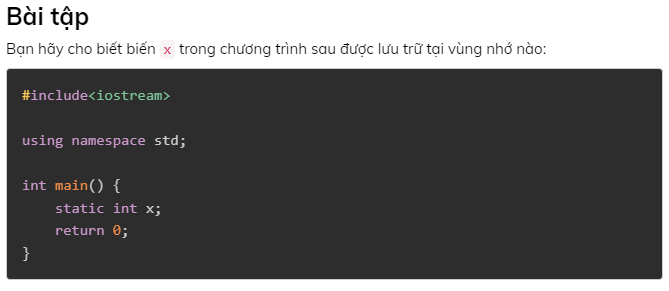 Bài tập
Bạn hãy cho biết biến x trong chương trình sau được lưu trữ tại vùng nhớ nào:
#include<iostream>
using namespace std;
int main() {
    static int x;
    return 0;
}